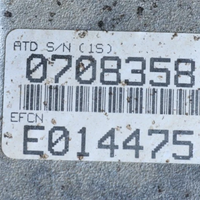 ATD S/N (1S)
0708358
EFCN
E014475